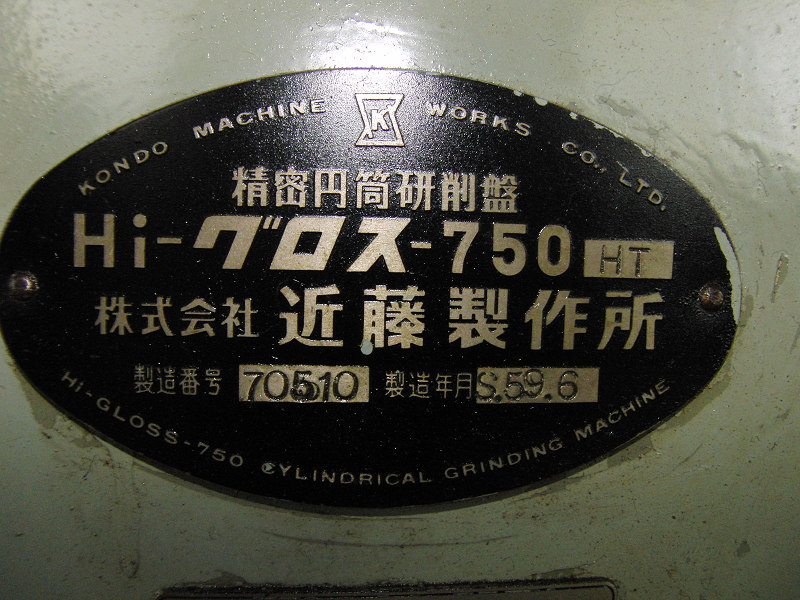 KONDO MACHINE K WORKS CO., LTD.
精密円筒研削盤
Hi-グロス-750 HT
株式会社 近藤製作所
製造番号 70510 製造年月 S.59.6
Hi-GLOSS-750 CYLINDRICAL GRINDING MACHINE